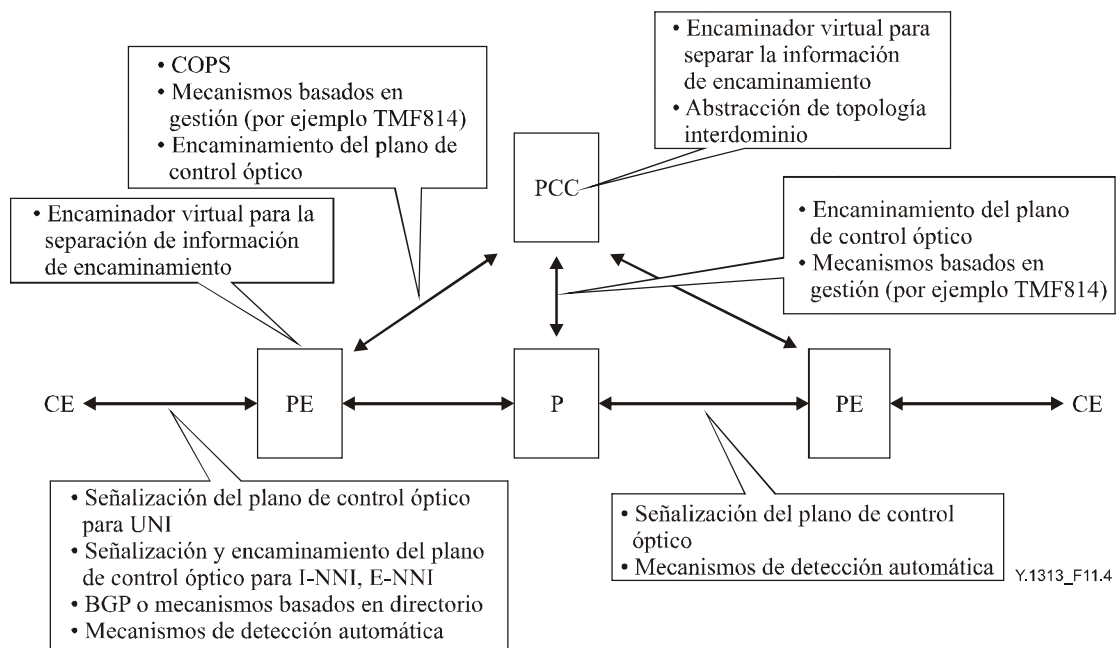 • COPS
• Mecanismos basados en
gestión (por ejemplo TMF814)
• Encaminamiento del plano de
control óptico
• Encaminador virtual para
separar la información
de encaminamiento
• Abstracción de topología
interdominio
PCC
• Encaminador virtual para la
separación de información
de encaminamiento
• Encaminamiento del plano
de control óptico
• Mecanismos basados en
gestión (por ejemplo TMF814)
CE
PE
P
PE
CE
• Señalización del plano de control óptico
para UNI
• Señalización y encaminamiento del plano
de control óptico para I-NNI, E-NNI
• BGP o mecanismos basados en directorio
• Mecanismos de detección automática
• Señalización del plano de control
óptico
• Mecanismos de detección automática
Y.1313_F11.4